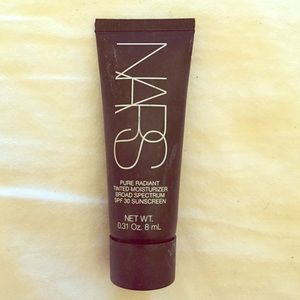 NARS
PURE RADIANT
TINTED MOISTURIZER
BROAD SPECTRUM
SPF 30 SUNSCREEN
NET WT.
0.31 Oz. 8 mL